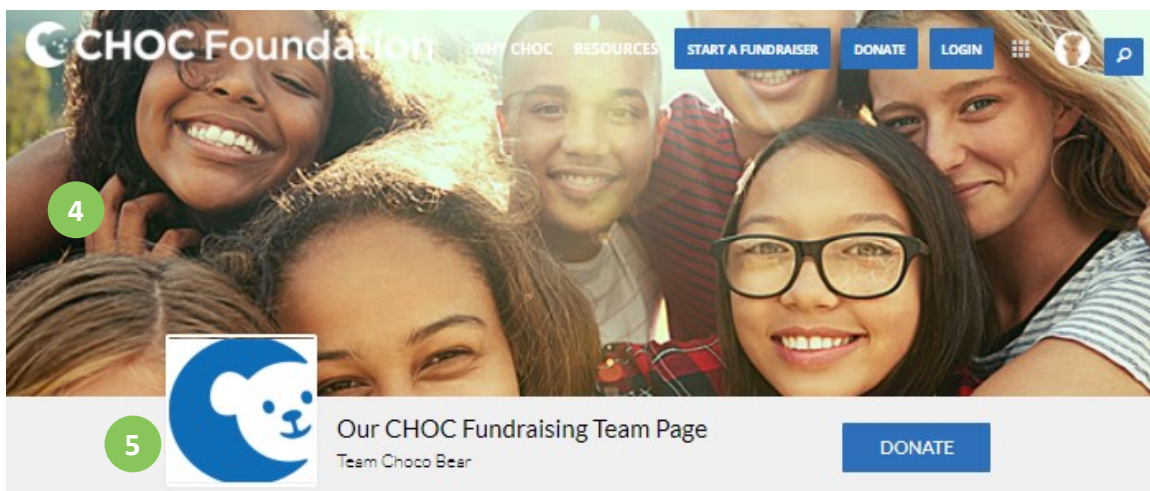 CHOC Foundation
WHY CHOC RESOURCES START A FUNDRAISER DONATE LOGIN
4
5
Our CHOC Fundraising Team Page
Team Choco Bear
DONATE